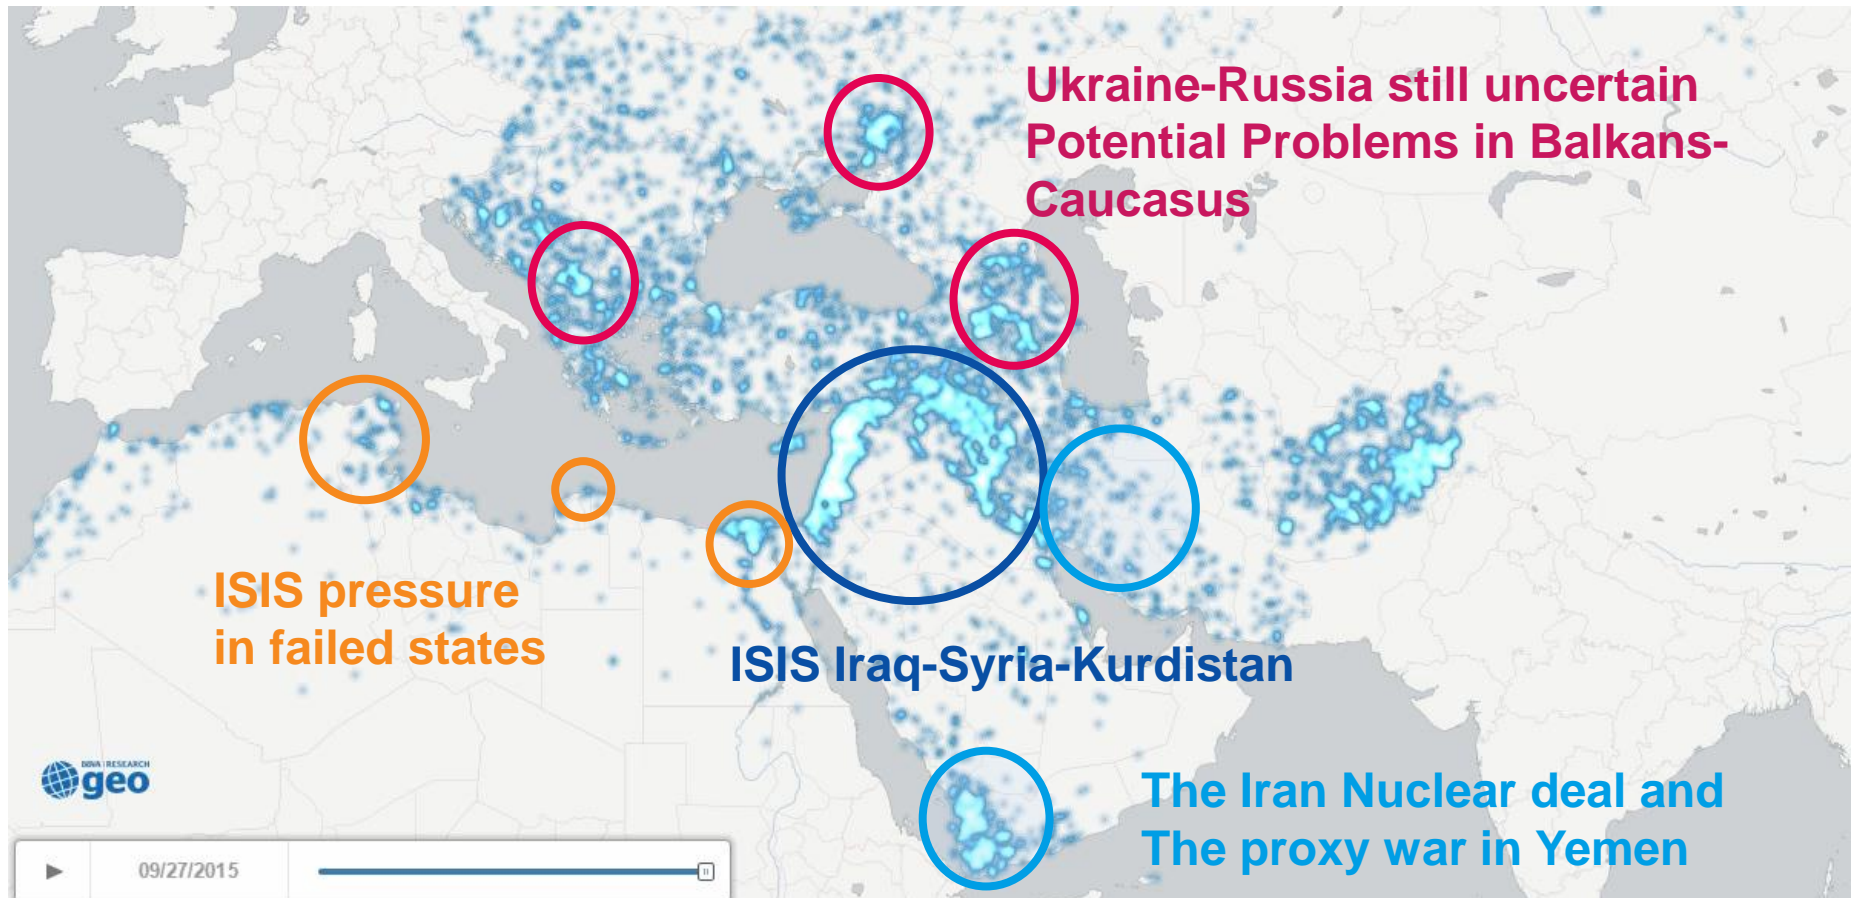 Ukraine-Russia still uncertain
Potential Problems in Balkans-
Caucasus
ISIS pressure
in failed states
ISIS Iraq-Syria-Kurdistan
BBVA RESEARCH
geo
The Iran Nuclear deal and
The proxy war in Yemen
09/27/2015